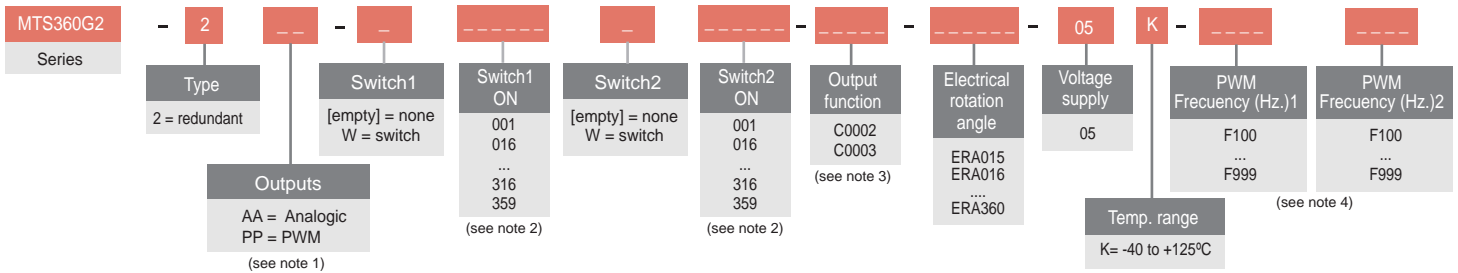 MTS360G2 - 2 _ _ - _ _ _ _ _ _ _ _ _ _ _ _ _ _ - _ _ _ _ _ - _ _ _ _ _ _ - 05 K - _ _ _ _ _ _ _ _
Series
Type
2 = redundant
Outputs
AA = Analogic
PP = PWM
(see note 1)
Switch1
[empty] = none
W = switch
Switch1
ON
001
016
...
316
359
(see note 2)
Switch2
[empty] = none
W = switch
Switch2
ON
001
016
...
316
359
(see note 2)
Output
function
C0002
C0003
(see note 3)
Electrical
rotation
angle
ERA015
ERA016
....
ERA360
Voltage
supply
05
Temp. range
K= -40 to +125ºC
PWM
Frecuency (Hz.)1
F100
...
F999
PWM
Frecuency (Hz.)2
F100
...
F999
(see note 4)